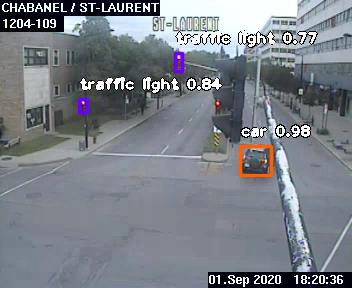 CHABANEL / ST-LAURENT
1204-109
ST-LAURENT
traffic light 0.77
traffic light 0.84
car 0.98
01.Sep 2020 18:20:36